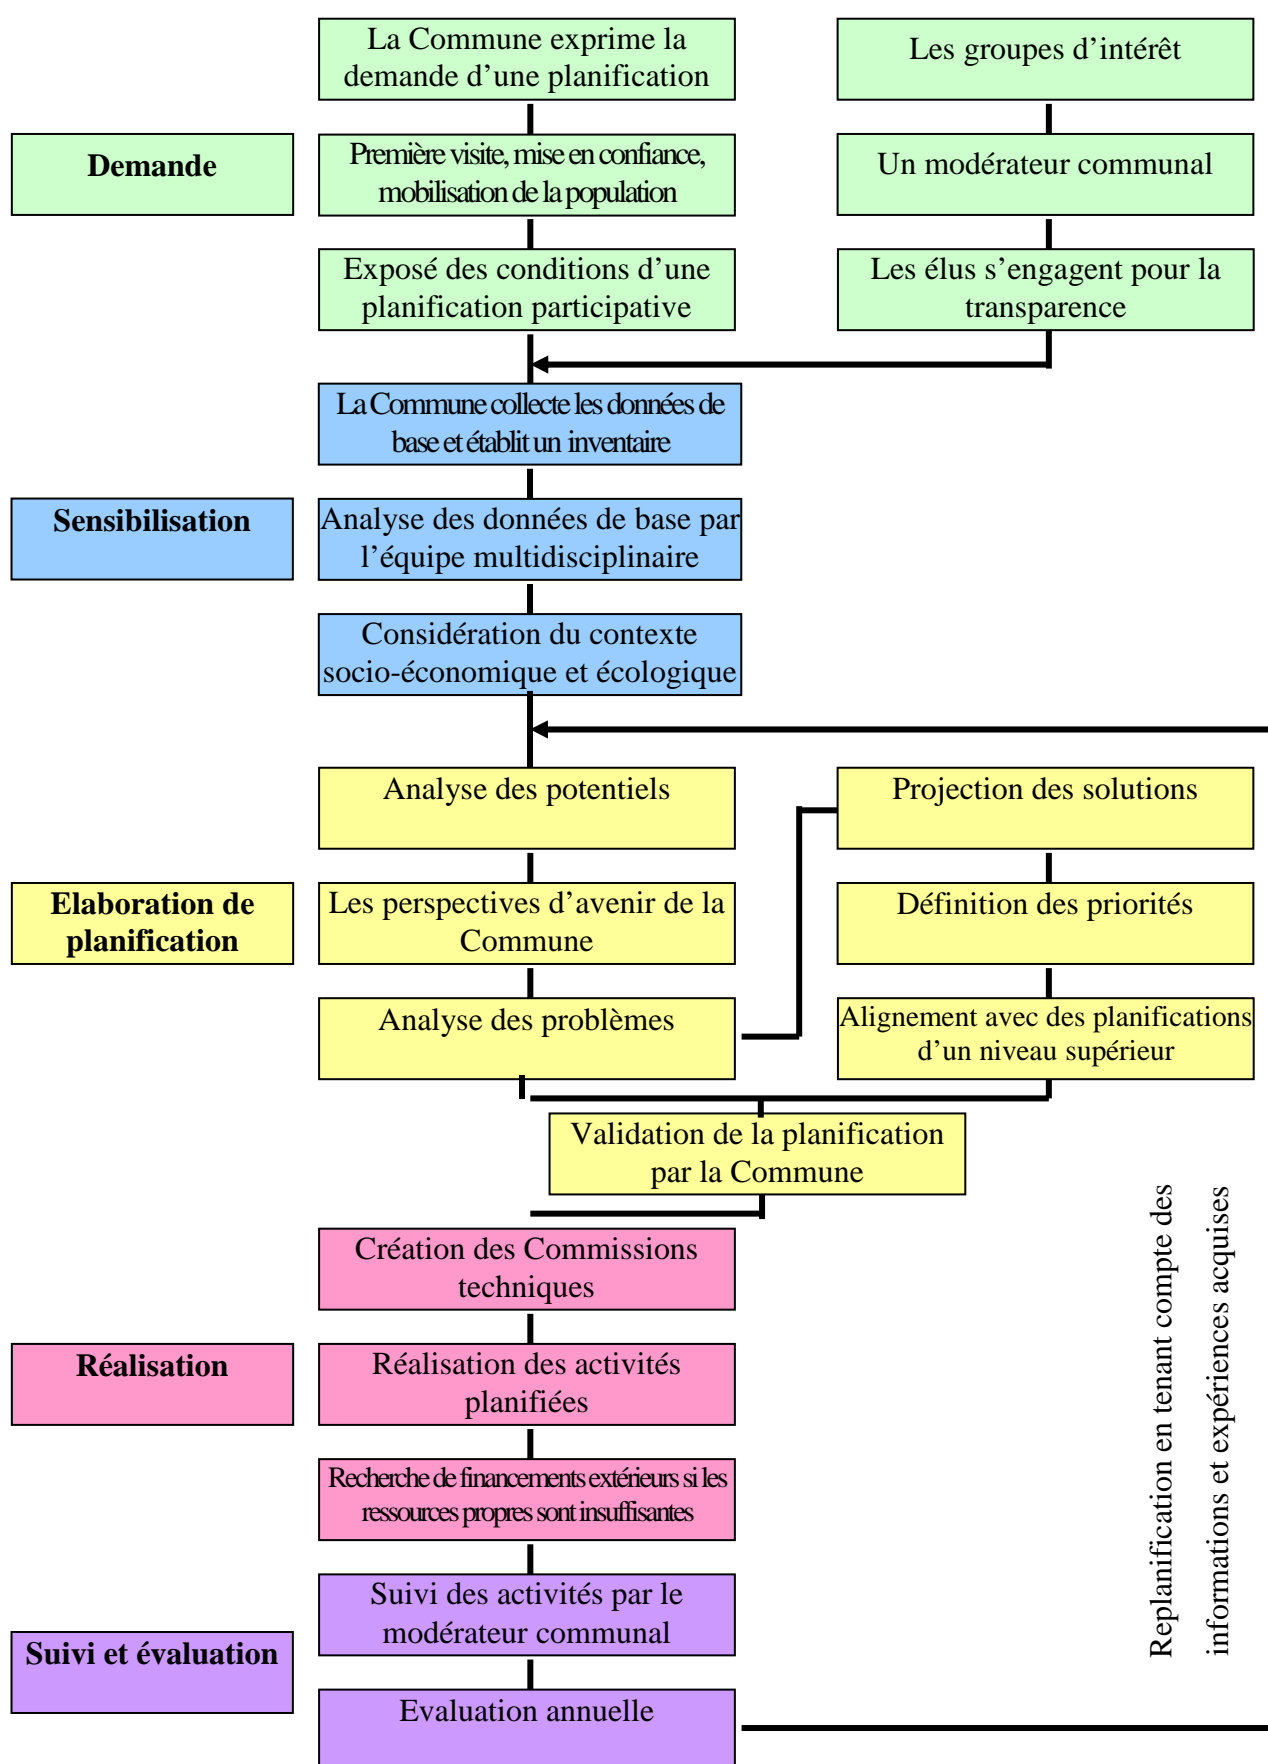 La Commune exprime la
demande d’une planification
Les groupes d’intérêt
Demande
Première visite, mise en confiance,
mobilisation de la population
Un modérateur communal
Exposé des conditions d’une
planification participative
Les élus s’engagent pour la
transparence
La Commune collecte les données de
base et établit un inventaire
Sensibilisation
Analyse des données de base par
l’équipe multidisciplinaire
Considération du contexte
socio-économique et écologique
Analyse des potentiels
Projection des solutions
Elaboration de
planification
Les perspectives d’avenir de la
Commune
Définition des priorités
Analyse des problèmes
Alignement avec des planifications
d’un niveau supérieur
Validation de la planification
par la Commune
Création des Commissions
techniques
Réalisation
Réalisation des activités
planifiées
Recherche de financements extérieurs si les
ressources propres sont insuffisantes
Suivi des activités par le
modérateur communal
Suivi et évaluation
Evaluation annuelle
Replanification en tenant compte des
informations et expériences acquises